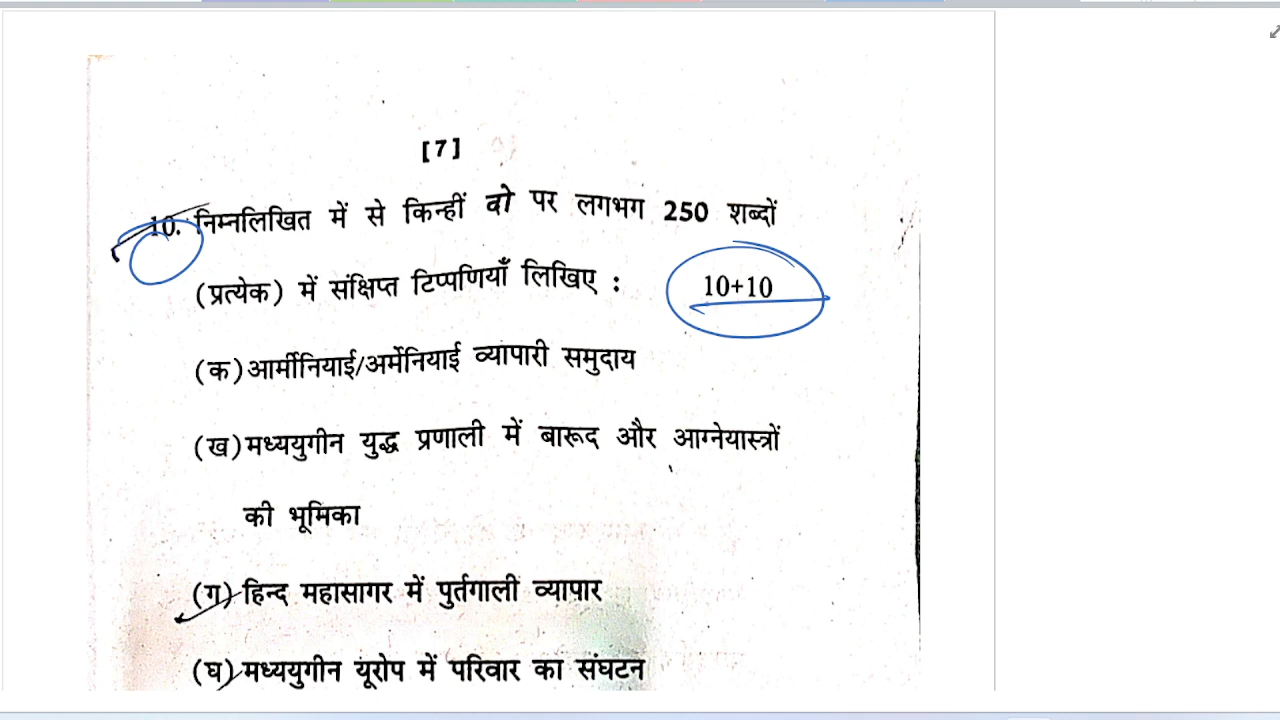 [7]
10. निम्नलिखित में से किन्हीं दो पर लगभग 250 शब्दों
(प्रत्येक) में संक्षिप्त टिप्पणियाँ लिखिए : 10+10
(क) आर्मीनियाई/अर्मेनियाई व्यापारी समुदाय
(ख) मध्ययुगीन युद्ध प्रणाली में बारूद और आग्नेयास्त्रों
की भूमिका
(ग) हिन्द महासागर में पुर्तगाली व्यापार
(घ) मध्ययुगीन यूरोप में परिवार का संघटन